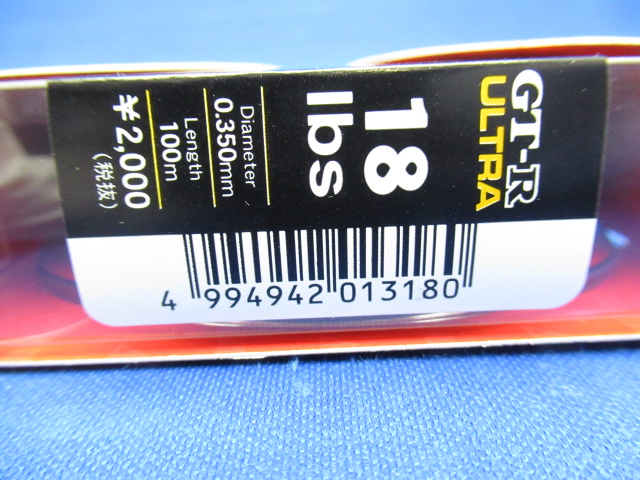 GT-R
ULTRA
18
lbs
Diameter
0.350mm
Length
100m
¥2,000
(税抜)
4 994942 013180